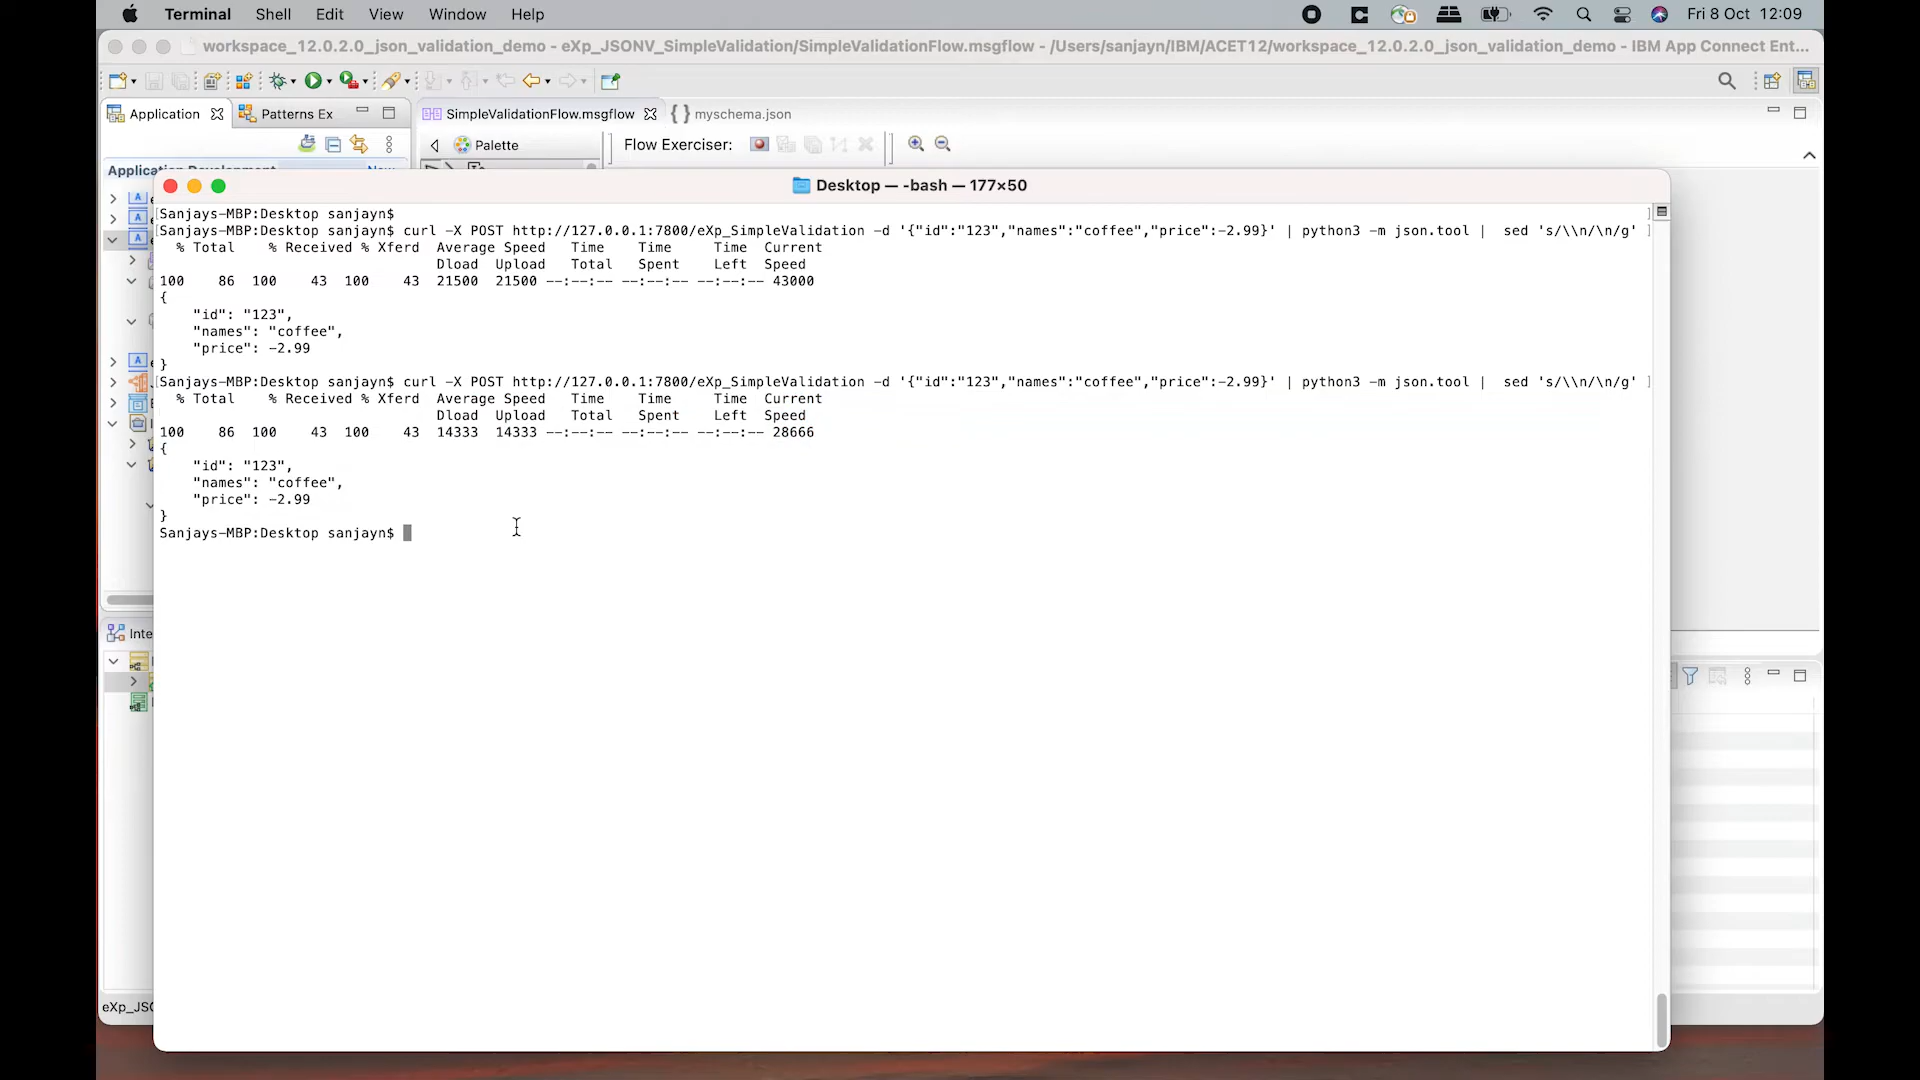 Terminal Shell Edit View Window Help Fri 8 Oct 12:09
workspace_12.0.2.0_json_validation_demo - eXp_JSONV_SimpleValidation/SimpleValidationFlow.msgflow - /Users/sanjayn/IBM/ACET12/workspace_12.0.2.0_json_validation_demo - IBM App Connect Ent...
Application Patterns Ex SimpleValidationFlow.msgflow { } myschema.json
Palette Flow Exerciser:
Desktop — -bash — 177×50
[Sanjays-MBP:Desktop sanjayn$ ]
[Sanjays-MBP:Desktop sanjayn$ curl -X POST http://127.0.0.1:7800/eXp_SimpleValidation -d '{"id":"123","names":"coffee","price":-2.99}' | python3 -m json.tool | sed 's/\\n/\n/g' ]
% Total % Received % Xferd Average Speed Time Time Time Current
Dload Upload Total Spent Left Speed
100 86 100 43 100 43 21500 21500 --:--:-- --:--:-- --:--:-- 43000
{
"id": "123",
"names": "coffee",
"price": -2.99
}
[Sanjays-MBP:Desktop sanjayn$ curl -X POST http://127.0.0.1:7800/eXp_SimpleValidation -d '{"id":"123","names":"coffee","price":-2.99}' | python3 -m json.tool | sed 's/\\n/\n/g' ]
% Total % Received % Xferd Average Speed Time Time Time Current
Dload Upload Total Spent Left Speed
100 86 100 43 100 43 14333 14333 --:--:-- --:--:-- --:--:-- 28666
{
"id": "123",
"names": "coffee",
"price": -2.99
}
Sanjays-MBP:Desktop sanjayn$
Inte
eXp_JSO